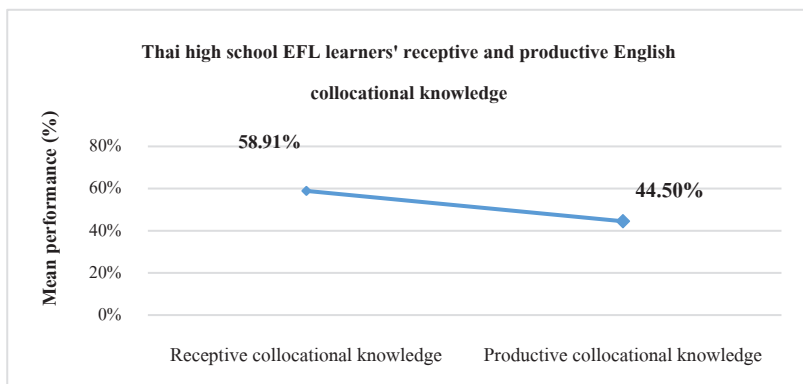 Thai high school EFL learners' receptive and productive English
collocational knowledge
Mean performance (%)
80%
60%
40%
20%
0%
58.91%
44.50%
Receptive collocational knowledge
Productive collocational knowledge